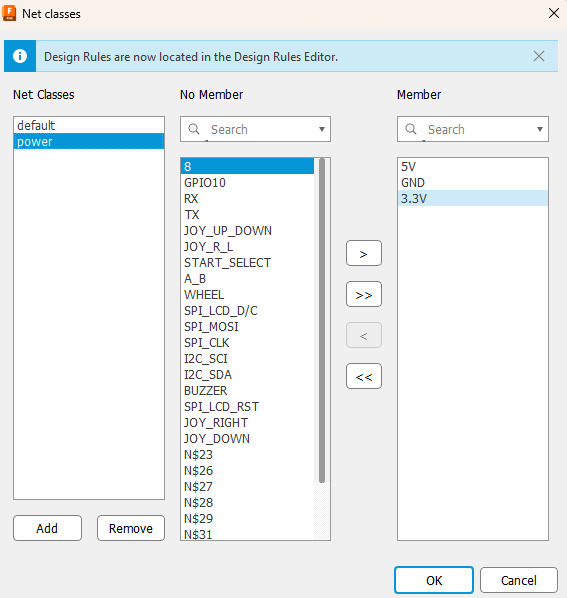 Net classes
Design Rules are now located in the Design Rules Editor.
Net Classes
No Member
Member
Search
Search
default
power
8
GPIO10
RX
TX
JOY_UP_DOWN
JOY_R_L
START_SELECT
A_B
WHEEL
SPI_LCD_D/C
SPI_MOSI
SPI_CLK
I2C_SCI
I2C_SDA
BUZZER
SPI_LCD_RST
JOY_RIGHT
JOY_DOWN
N$23
N$26
N$27
N$28
N$29
N$31
>
>>
<
<<
5V
GND
3.3V
Add
Remove
OK
Cancel